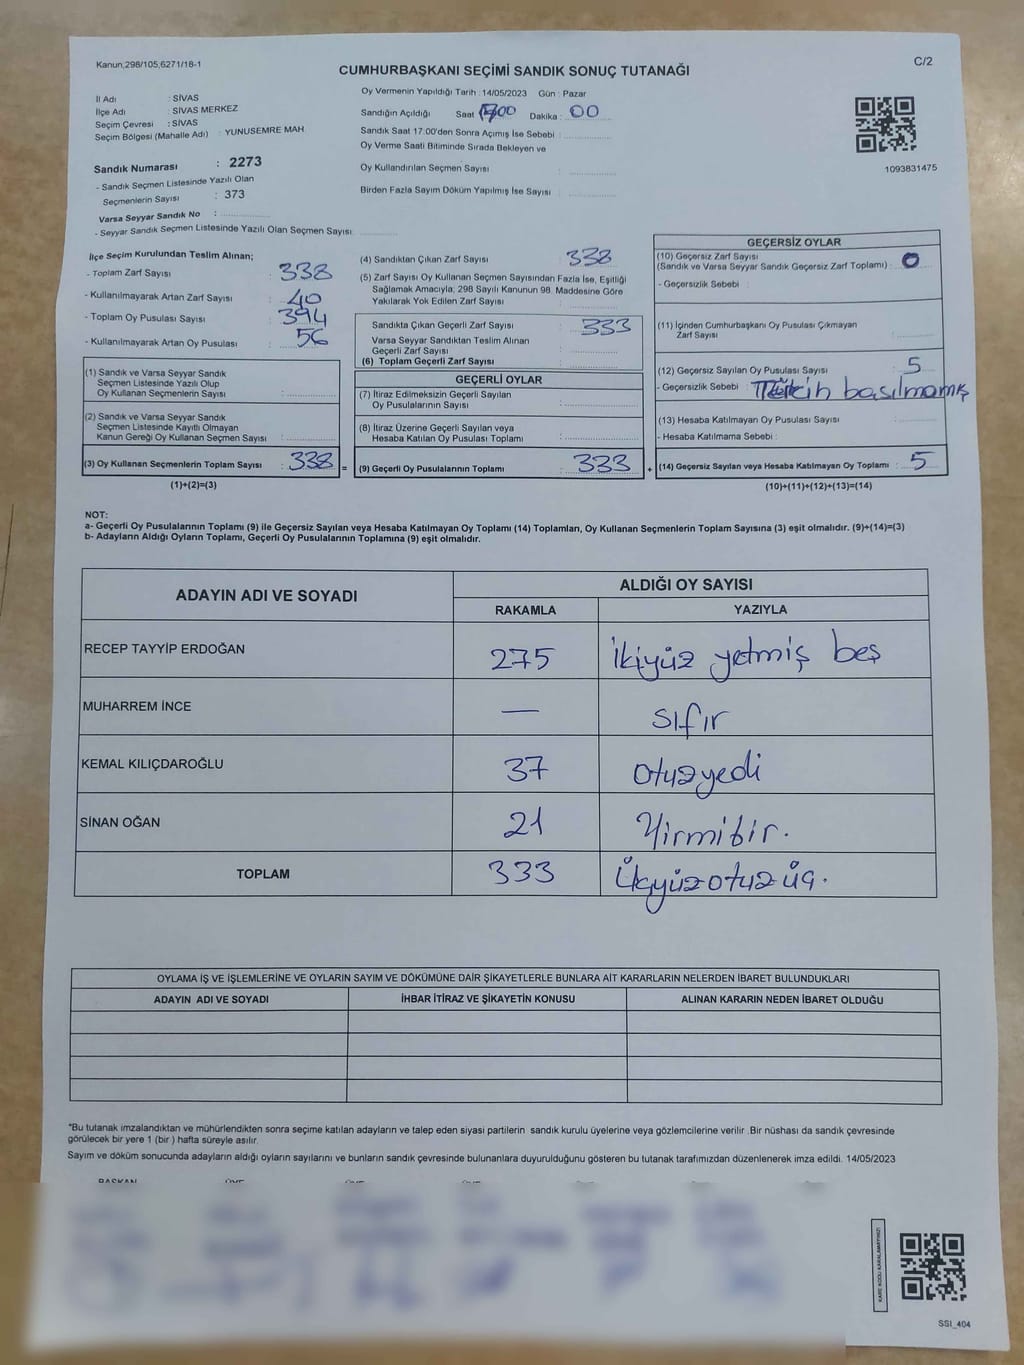 Kanun;298/105,6271/18-1
C/2
CUMHURBAŞKANI SEÇİMİ SANDIK SONUÇ TUTANAĞI
İl Adı : SİVAS
İlçe Adı : SİVAS MERKEZ
Seçim Çevresi : SİVAS
Seçim Bölgesi (Mahalle Adı) : YUNUSEMRE MAH
Sandık Numarası : 2273
- Sandık Seçmen Listesinde Yazılı Olan
Seçmenlerin Sayısı : 373
Varsa Seyyar Sandık No :
- Seyyar Sandık Seçmen Listesinde Yazılı Olan Seçmen Sayısı:
Oy Vermenin Yapıldığı Tarih : 14/05/2023 Gün : Pazar
Sandığın Açıldığı Saat 1700 Dakika : 00
Sandık Saat 17.00'den Sonra Açımış İse Sebebi :
Oy Verme Saati Bitiminde Sırada Bekleyen ve
Oy Kullandırılan Seçmen Sayısı :
Birden Fazla Sayım Döküm Yapılmış İse Sayısı :
1093831475
İlçe Seçim Kurulundan Teslim Alınan;
- Toplam Zarf Sayısı : 338
- Kullanılmayarak Artan Zarf Sayısı : 40
- Toplam Oy Pusulası Sayısı : 394
- Kullanılmayarak Artan Oy Pusulası : 56
(1) Sandık ve Varsa Seyyar Sandık
Seçmen Listesinde Yazılı Olup
Oy Kullanan Seçmen Sayısı :
(2) Sandık ve Varsa Seyyar Sandık
Seçmen Listesinde Kayıtlı Olmayan
Kanun Gereği Oy Kullanan Seçmen Sayısı :
(3) Oy Kullanan Seçmenlerin Toplam Sayısı : 338 =
(1)+(2)=(3)
(4) Sandıktan Çıkan Zarf Sayısı : 338
(5) Zarf Sayısı Oy Kullanan Seçmen Sayısından Fazla İse, Eşitliği
Sağlamak Amacıyla; 298 Sayılı Kanunun 98. Maddesine Göre
Yakılarak Yok Edilen Zarf Sayısı :
Sandıkta Çıkan Geçerli Zarf Sayısı : 333
Varsa Seyyar Sandıktan Teslim Alınan
Geçerli Zarf Sayısı :
(6) Toplam Geçerli Zarf Sayısı :
GEÇERLİ OYLAR
(7) İtiraz Edilmeksizin Geçerli Sayılan
Oy Pusulalarının Sayısı :
(8) İtiraz Üzerine Geçerli Sayılan veya
Hesaba Katılan Oy Pusulası Toplamı :
(9) Geçerli Oy Pusulalarının Toplamı : 333 +
GEÇERSİZ OYLAR
(10) Geçersiz Zarf Sayısı
(Sandık ve Varsa Seyyar Sandık Geçersiz Zarf Toplamı) : 0
- Geçersizlik Sebebi :
(11) İçinden Cumhurbaşkanı Oy Pusulası Çıkmayan
Zarf Sayısı :
(12) Geçersiz Sayılan Oy Pusulası Sayısı : 5
- Geçersizlik Sebebi : Tercih basılmamış
(13) Hesaba Katılmayan Oy Pusulası Sayısı :
- Hesaba Katılmama Sebebi :
(14) Geçersiz Sayılan veya Hesaba Katılmayan Oy Toplamı : 5
(10)+(11)+(12)+(13)=(14)
NOT:
a- Geçerli Oy Pusulalarının Toplamı (9) ile Geçersiz Sayılan veya Hesaba Katılmayan Oy Toplamı (14) Toplamları, Oy Kullanan Seçmenlerin Toplam Sayısına (3) eşit olmalıdır. (9)+(14)=(3)
b- Adayların Aldığı Oyların Toplamı, Geçerli Oy Pusulalarının Toplamına (9) eşit olmalıdır.
ADAYIN ADI VE SOYADI
ALDIĞI OY SAYISI
RAKAMLA YAZIYLA
RECEP TAYYİP ERDOĞAN 275 İkiyüz yetmiş beş
MUHARREM İNCE — sıfır
KEMAL KILIÇDAROĞLU 37 Otuzyedi
SİNAN OĞAN 21 Yirmibir.
TOPLAM 333 Üçyüzotuzüç.
OYLAMA İŞ VE İŞLEMLERİNE VE OYLARIN SAYIM VE DÖKÜMÜNE DAİR ŞİKAYETLERLE BUNLARA AİT KARARLARIN NELERDEN İBARET BULUNDUKLARI
ADAYIN ADI VE SOYADI İHBAR İTİRAZ VE ŞİKAYETİN KONUSU ALINAN KARARIN NEDEN İBARET OLDUĞU
*Bu tutanak imzalandıktan ve mühürlendikten sonra seçime katılan adayların ve talep eden siyasi partilerin sandık kurulu üyelerine veya gözlemcilerine verilir .Bir nüshası da sandık çevresinde
görülecek bir yere 1 (bir ) hafta süreyle asılır.
Sayım ve döküm sonucunda adayların aldığı oyların sayılarını ve bunların sandık çevresinde bulunanlara duyurulduğunu gösteren bu tutanak tarafımızdan düzenlenerek imza edildi. 14/05/2023
BAŞKAN
KARE KODU KARALAMAYINIZ!
SSI_404